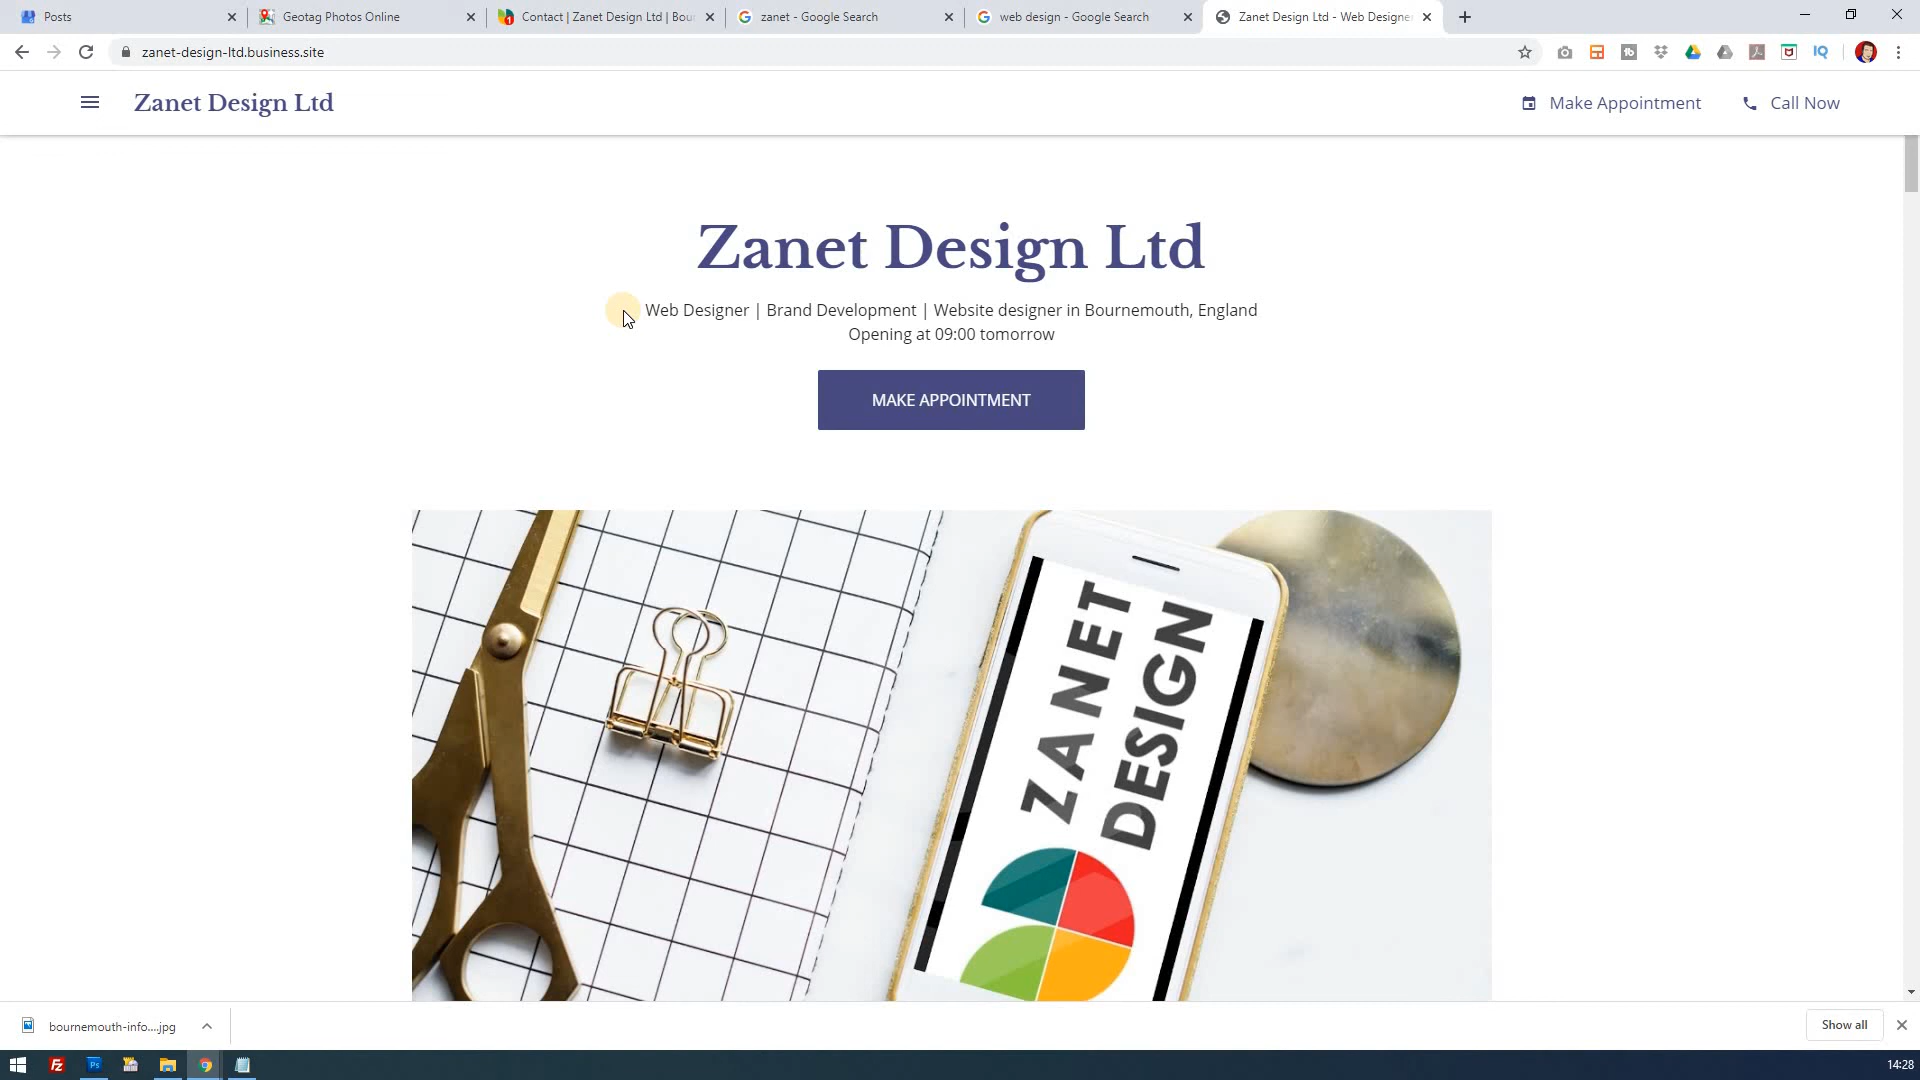 Posts
Geotag Photos Online
Contact | Zanet Design Ltd | Bou
zanet - Google Search
web design - Google Search
Zanet Design Ltd - Web Designe
zanet-design-ltd.business.site
Zanet Design Ltd
Make Appointment
Call Now
Zanet Design Ltd
Web Designer | Brand Development | Website designer in Bournemouth, England
Opening at 09:00 tomorrow
MAKE APPOINTMENT
ZANET
DESIGN
bournemouth-info....jpg
Show all
Fz
Ps
14:28